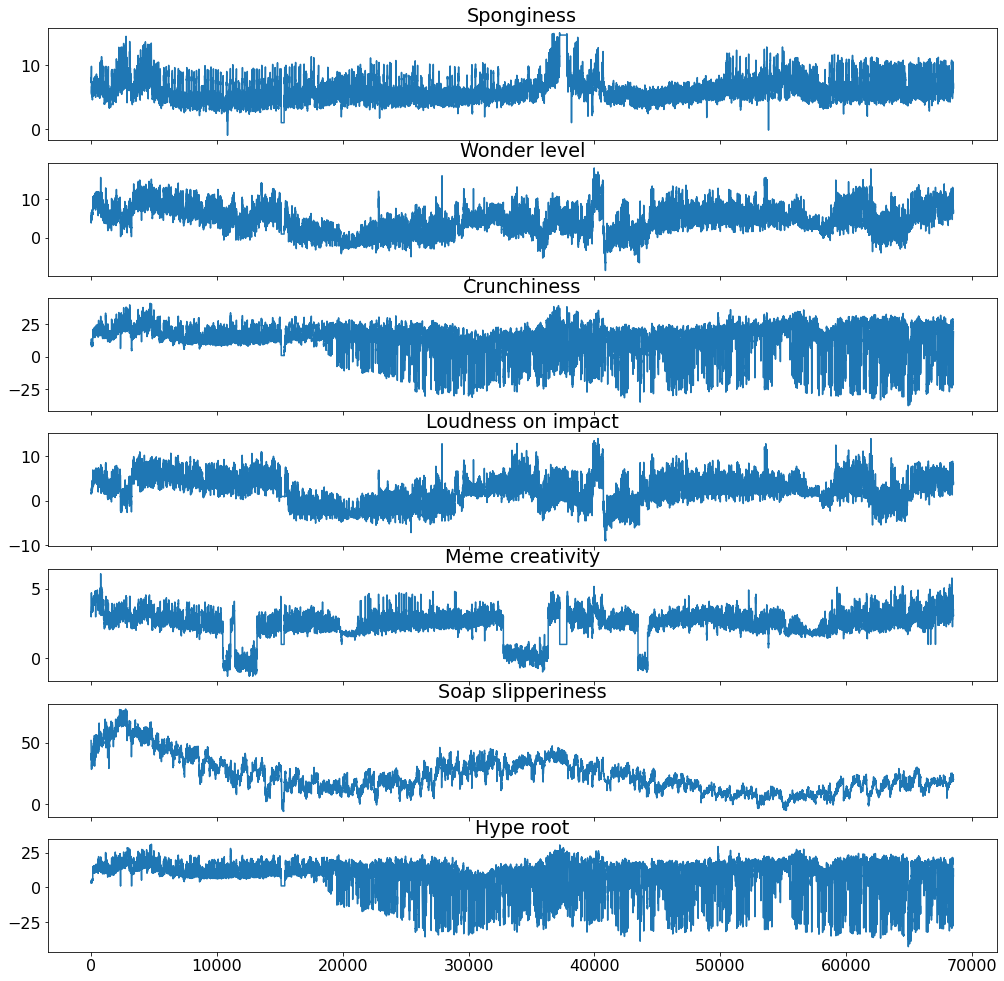 Sponginess
10
0
Wonder level
10
0
Crunchiness
25
0
−25
Loudness on impact
10
0
−10
Meme creativity
5
0
Soap slipperiness
50
0
Hype root
25
0
−25
0 10000 20000 30000 40000 50000 60000 70000